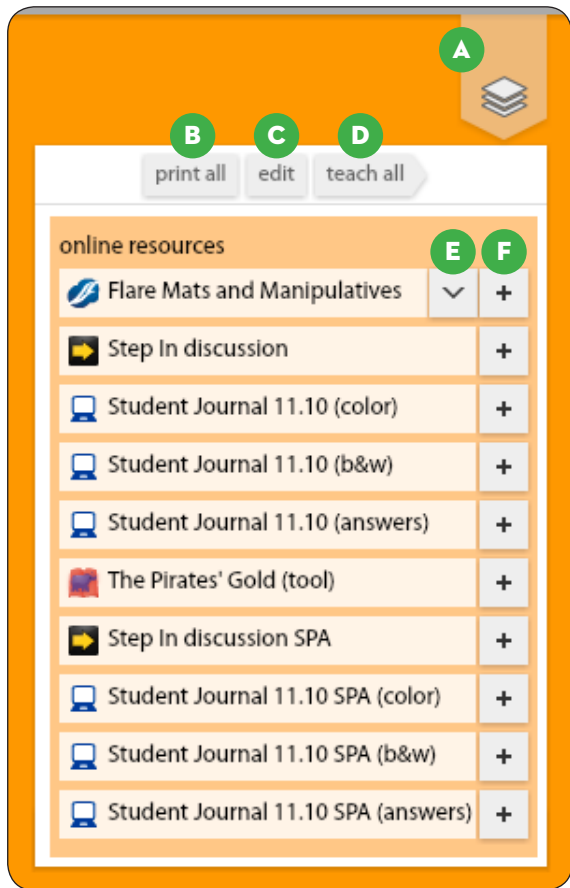 A
B C D
print all edit teach all
online resources E F
Flare Mats and Manipulatives +
Step In discussion +
Student Journal 11.10 (color) +
Student Journal 11.10 (b&w) +
Student Journal 11.10 (answers) +
The Pirates' Gold (tool) +
Step In discussion SPA +
Student Journal 11.10 SPA (color) +
Student Journal 11.10 SPA (b&w) +
Student Journal 11.10 SPA (answers) +